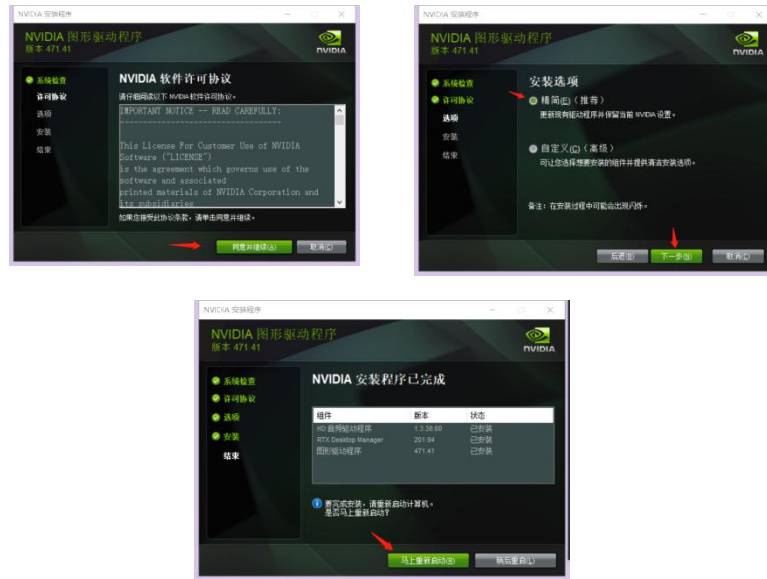 NVIDIA 安装程序
NVIDIA 图形驱动程序
版本 471.41
NVIDIA
系统检查
许可协议
选项
安装
结束
NVIDIA 软件许可协议
请仔细阅读以下 NVIDIA 软件许可协议。
IMPORTANT NOTICE -- READ CAREFULLY:
-----------------------------------
This License For Customer Use of NVIDIA
Software ("LICENSE")
is the agreement which governs use of the
software and associated
printed materials of NVIDIA Corporation and
its subsidiaries
如果您接受此协议条款，请单击同意并继续。
同意并继续(A)
取消(C)
NVIDIA 安装程序
NVIDIA 图形驱动程序
版本 471.41
NVIDIA
系统检查
许可协议
选项
安装
结束
安装选项
精简(E)（推荐）
更新现有驱动程序并保留当前 NVIDIA 设置。
自定义(C)（高级）
可让您选择想要安装的组件并提供清洁安装选项。
备注：在安装过程中可能会出现闪烁。
后退(B)
下一步(N)
取消(C)
NVIDIA 安装程序
NVIDIA 图形驱动程序
版本 471.41
NVIDIA
系统检查
许可协议
选项
安装
结束
NVIDIA 安装程序已完成
组件 版本 状态
HD 音频驱动程序 1.3.38.60 已安装
RTX Desktop Manager 201.94 已安装
图形驱动程序 471.41 已安装
要完成安装，请重新启动计算机。
是否马上重新启动?
马上重新启动(R)
稍后重启(L)